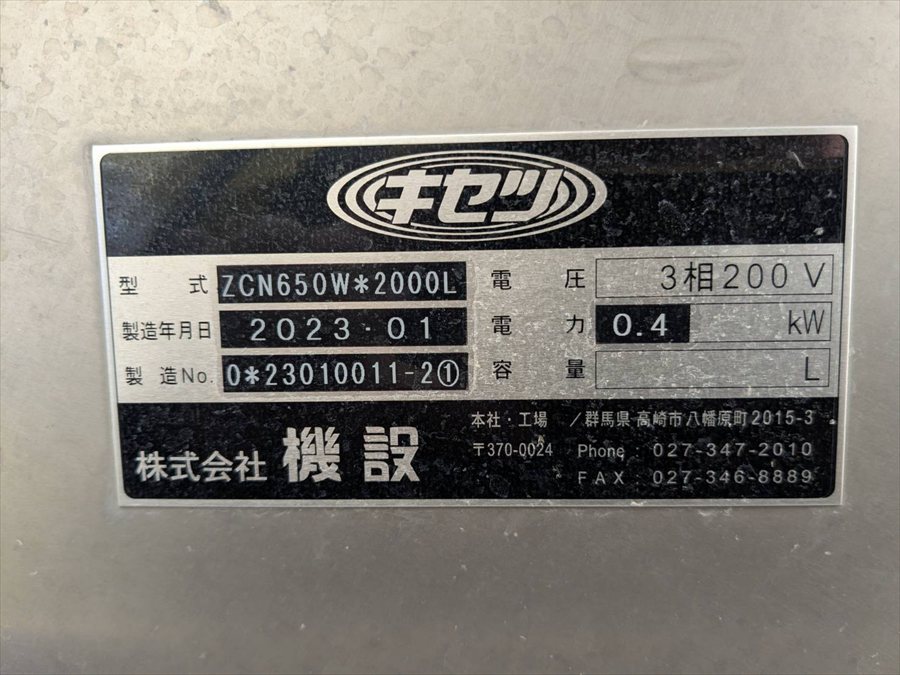 キセツ
型式 ZCN650W*2000L 電圧 3相200V
製造年月日 2023・01 電力 0.4 kW
製造No. 0*23010011-2① 容量 L
株式会社 機設
本社・工場 /群馬県 高崎市八幡原町2015-3
〒370-0024 Phone : 027-347-2010
FAX : 027-346-8889